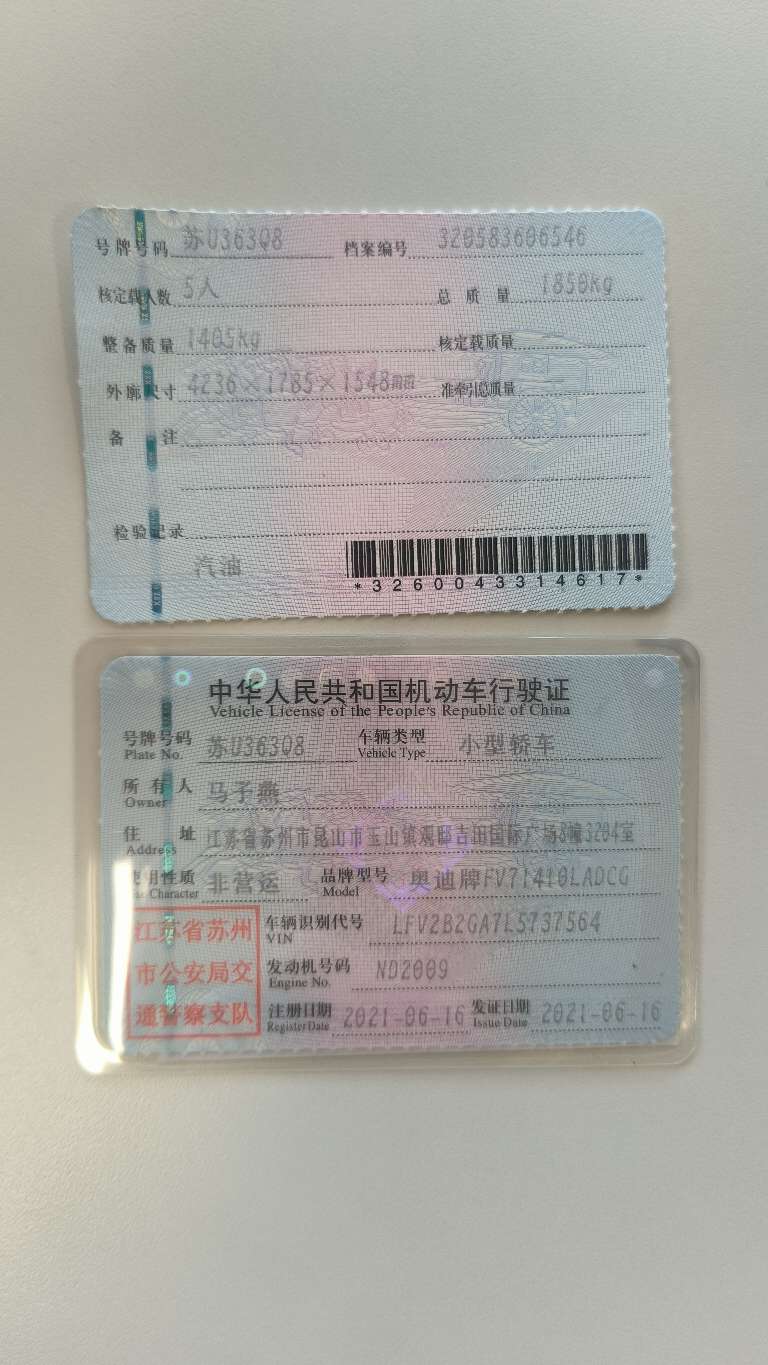 号牌号码 苏U363Q8 档案编号 320583606546
核定载人数 5人 总质量 1850kg
整备质量 1405kg 核定载质量
外廓尺寸 4236×1785×1548mm 准牵引总质量
备注
检验记录
汽油
*3260043314617*
中华人民共和国机动车行驶证
Vehicle License of the People's Republic of China
号牌号码 苏U363Q8 车辆类型 小型轿车
Plate No. Vehicle Type
所有人 马子燕
Owner
住址 江苏省苏州市昆山市玉山镇观邸吉田国际广场8幢3204室
Address
使用性质 非营运 品牌型号 奥迪牌FV71410LADCG
Use Character Model
江苏省苏州 车辆识别代号 LFV2B2GA7L5737564
VIN
市公安局交 发动机号码 ND2009
Engine No.
通警察支队 注册日期 2021-06-16 发证日期 2021-06-16
Register Date Issue Date